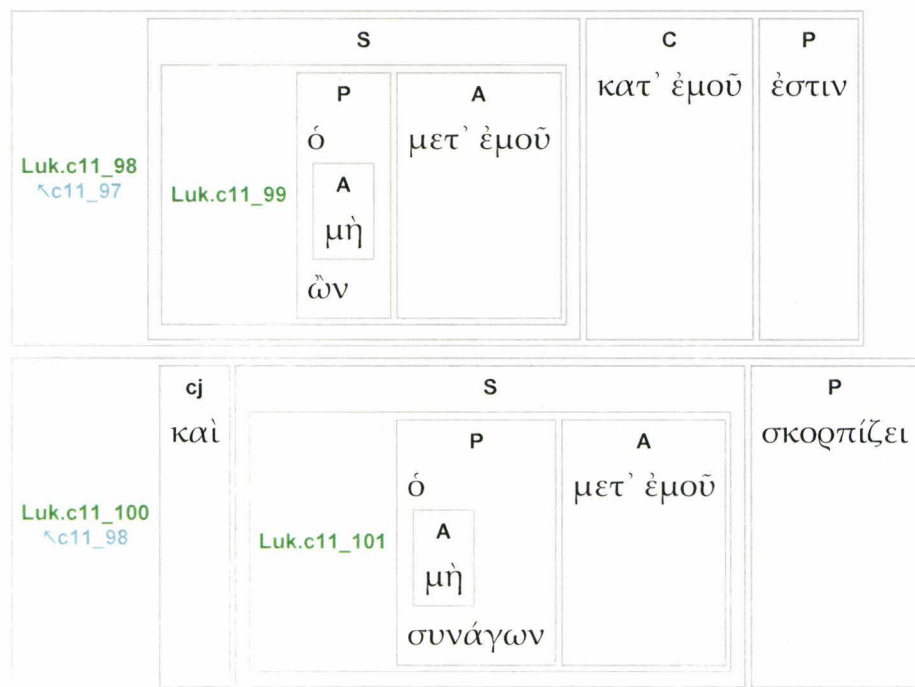 S
C
P
κατ' ἐμοῦ
ἐστιν
P
A
ὁ
μετ' ἐμοῦ
Luk.c11_98
↖c11_97
Luk.c11_99
A
μὴ
ὢν
cj
S
P
καὶ
σκορπίζει
P
A
ὁ
μετ' ἐμοῦ
Luk.c11_100
↖c11_98
Luk.c11_101
A
μὴ
συνάγων